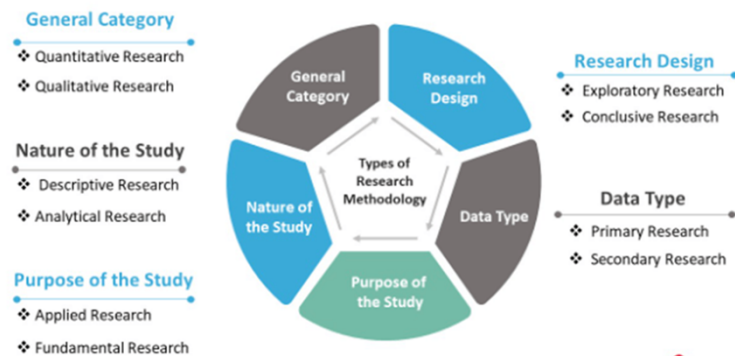 General Category
❖ Quantitative Research
❖ Qualitative Research
Nature of the Study
❖ Descriptive Research
❖ Analytical Research
Purpose of the Study
❖ Applied Research
❖ Fundamental Research
General
Category
Research
Design
Nature of
the Study
Types of
Research
Methodology
Data Type
Purpose of
the Study
Research Design
❖ Exploratory Research
❖ Conclusive Research
Data Type
❖ Primary Research
❖ Secondary Research